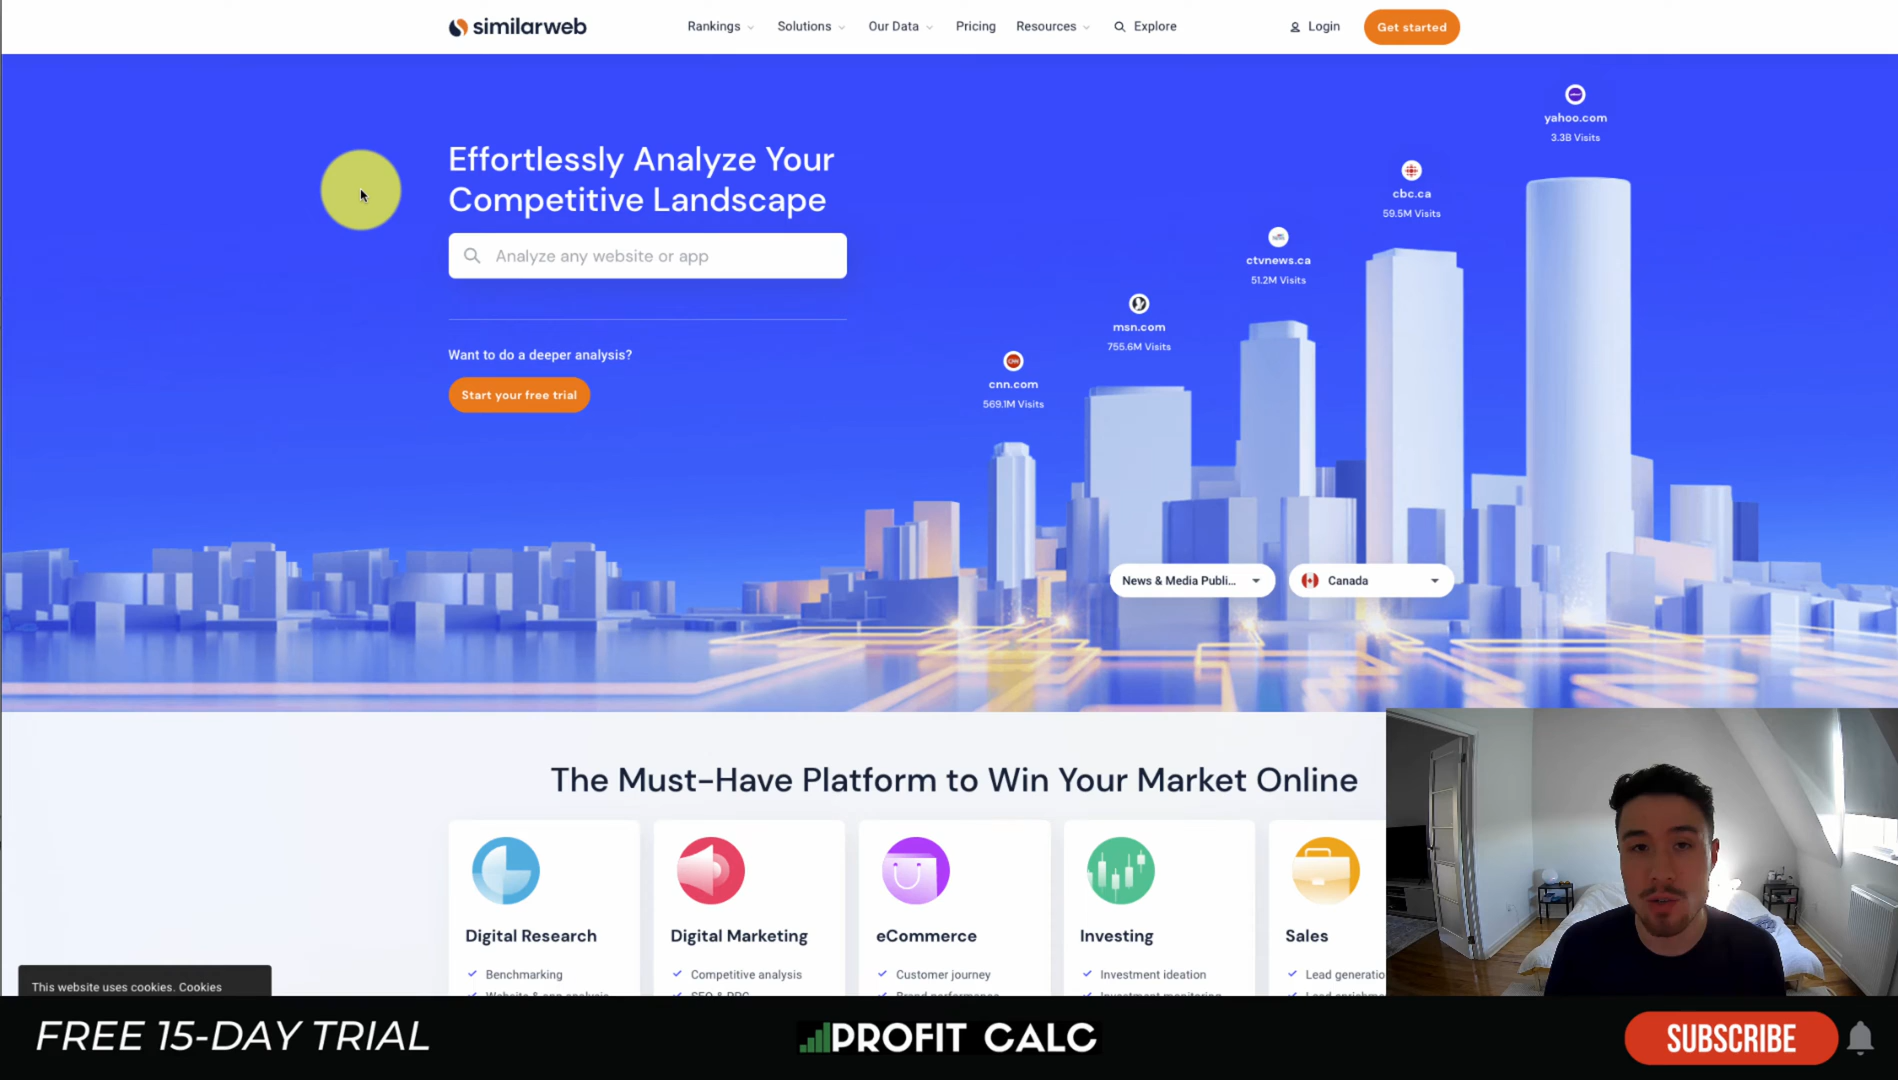 similarweb
Rankings
Solutions
Our Data
Pricing
Resources
Explore
Login
Get started
Effortlessly Analyze Your
Competitive Landscape
Analyze any website or app
Want to do a deeper analysis?
Start your free trial
yahoo.com
3.3B Visits
cbc.ca
59.5M Visits
ctvnews.ca
51.2M Visits
msn.com
755.6M Visits
cnn.com
569.1M Visits
News & Media Publi...
Canada
The Must-Have Platform to Win Your Market Online
Digital Research
Benchmarking
Digital Marketing
Competitive analysis
eCommerce
Customer journey
Investing
Investment ideation
Sales
Lead generatio
This website uses cookies. Cookies
FREE 15-DAY TRIAL
PROFIT CALC
SUBSCRIBE